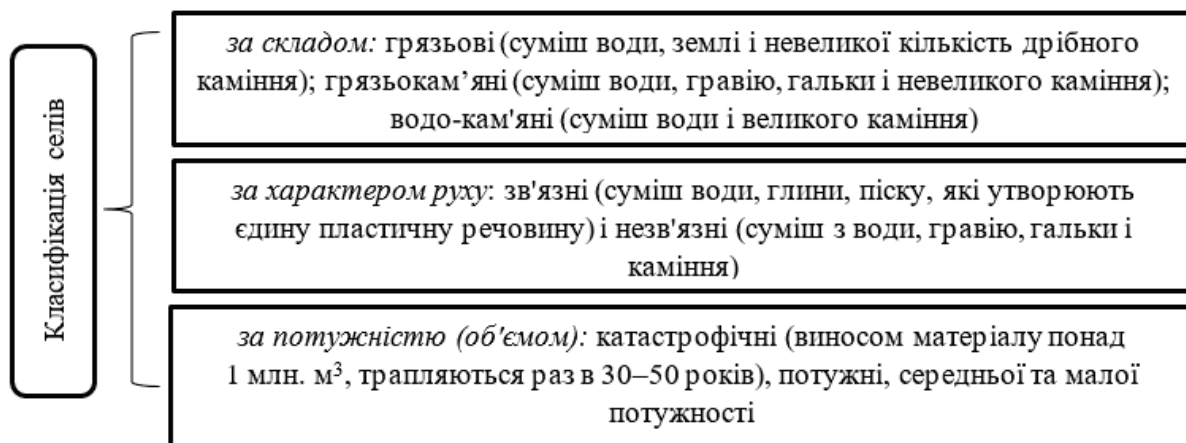 Класифікація селів
за складом: грязьові (суміш води, землі і невеликої кількість дрібного
каміння); грязьокам’яні (суміш води, гравію, гальки і невеликого каміння);
водо-кам'яні (суміш води і великого каміння)
за характером руху: зв'язні (суміш води, глини, піску, які утворюють
єдину пластичну речовину) і незв'язні (суміш з води, гравію, гальки і
каміння)
за потужністю (об'ємом): катастрофічні (виносом матеріалу понад
1 млн. м³, трапляються раз в 30–50 років), потужні, середньої та малої
потужності